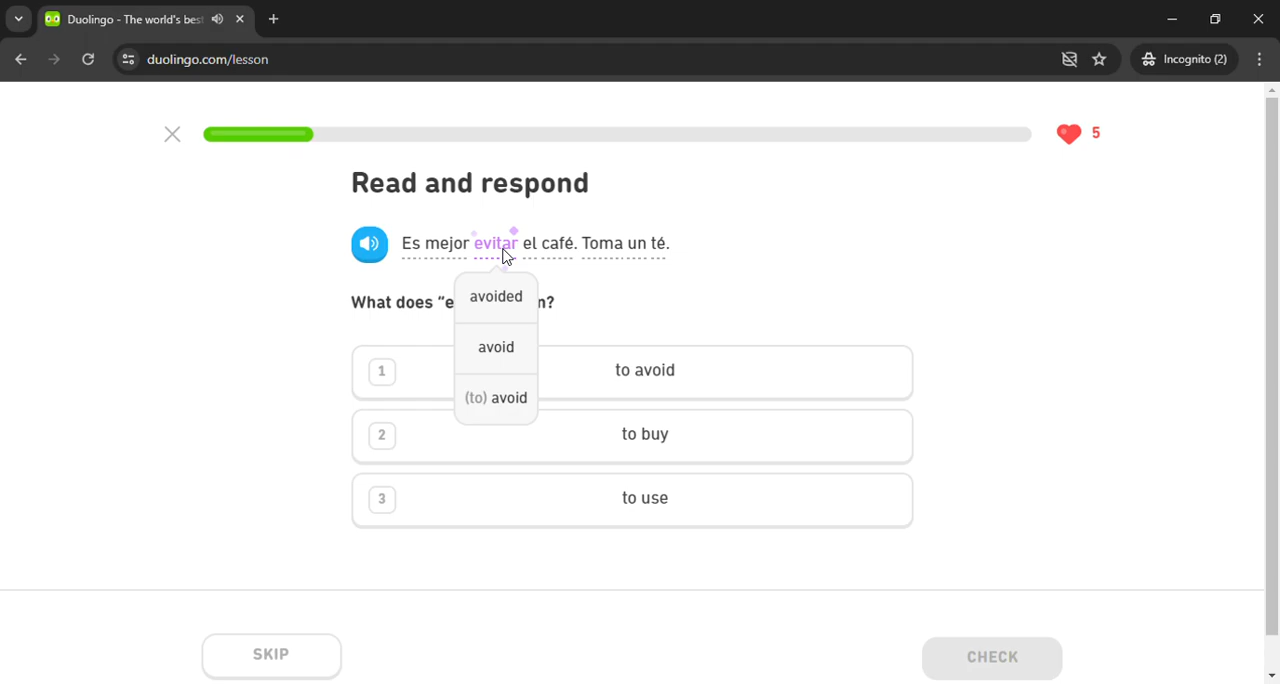 Duolingo - The world's bes
duolingo.com/lesson
Incognito (2)
5
Read and respond
Es mejor evitar el café. Toma un té.
What does “e n?
avoided
avoid
(to) avoid
1 to avoid
2 to buy
3 to use
SKIP
CHECK